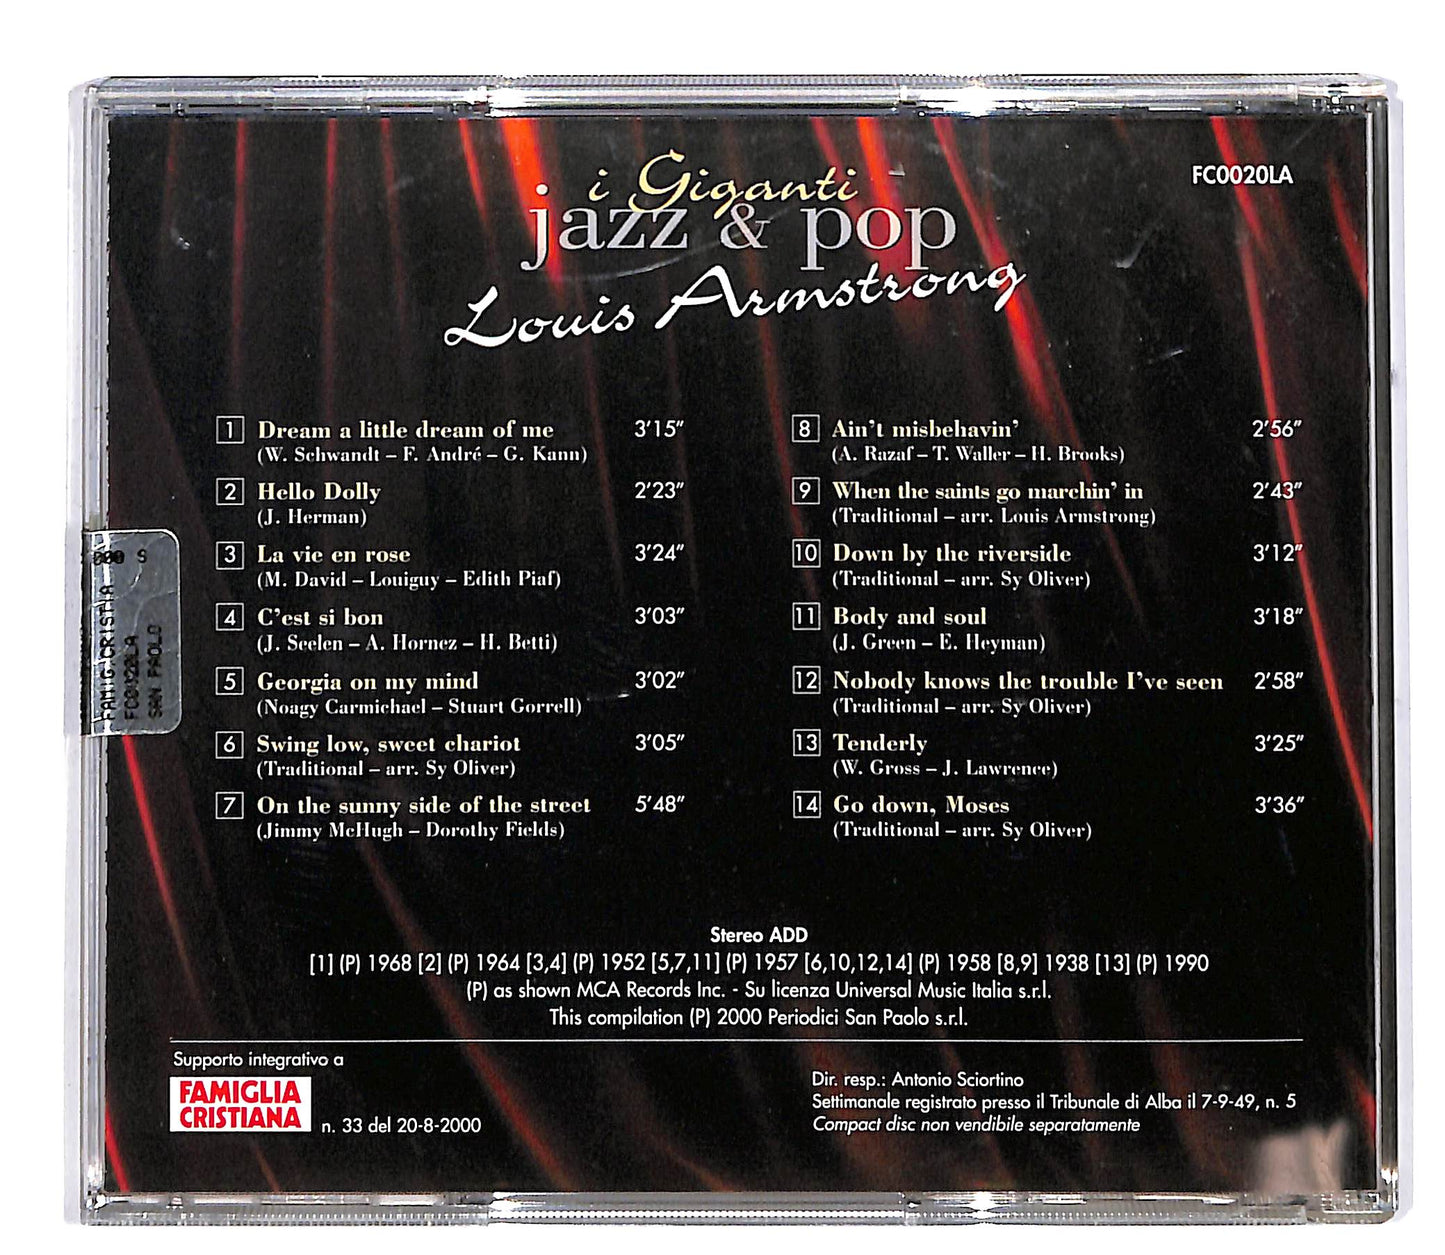 i Giganti
jazz & pop
Louis Armstrong
FC0020LA
1 Dream a little dream of me 3'15"
(W. Schwandt – F. André – G. Kann)
2 Hello Dolly 2'23"
(J. Herman)
3 La vie en rose 3'24"
(M. David – Louiguy – Edith Piaf)
4 C'est si bon 3'03"
(J. Seelen – A. Hornez – H. Betti)
5 Georgia on my mind 3'02"
(Noagy Carmichael – Stuart Gorrell)
6 Swing low, sweet chariot 3'05"
(Traditional – arr. Sy Oliver)
7 On the sunny side of the street 5'48"
(Jimmy McHugh – Dorothy Fields)
8 Ain't misbehavin' 2'56"
(A. Razaf – T. Waller – H. Brooks)
9 When the saints go marchin' in 2'43"
(Traditional – arr. Louis Armstrong)
10 Down by the riverside 3'12"
(Traditional – arr. Sy Oliver)
11 Body and soul 3'18"
(J. Green – E. Heyman)
12 Nobody knows the trouble I've seen 2'58"
(Traditional – arr. Sy Oliver)
13 Tenderly 3'25"
(W. Gross – J. Lawrence)
14 Go down, Moses 3'36"
(Traditional – arr. Sy Oliver)
Stereo ADD
[1] (P) 1968 [2] (P) 1964 [3,4] (P) 1952 [5,7,11] (P) 1957 [6,10,12,14] (P) 1958 [8,9] 1938 [13] (P) 1990
(P) as shown MCA Records Inc. - Su licenza Universal Music Italia s.r.l.
This compilation (P) 2000 Periodici San Paolo s.r.l.
Supporto integrativo a
FAMIGLIA
CRISTIANA
n. 33 del 20-8-2000
Dir. resp.: Antonio Sciortino
Settimanale registrato presso il Tribunale di Alba il 7-9-49, n. 5
Compact disc non vendibile separatamente
FAMIG CRISTIA
FC0020LA
SAN PAOLO